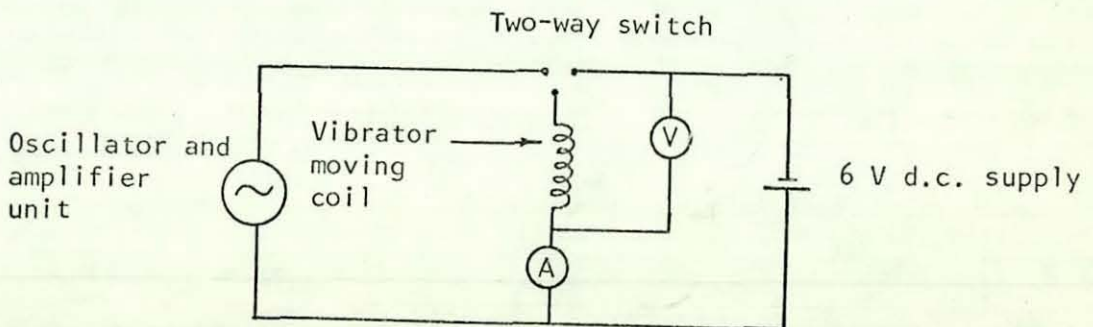 Two-way switch
Oscillator and
amplifier
unit
Vibrator
moving
coil
V
6 V d.c. supply
A